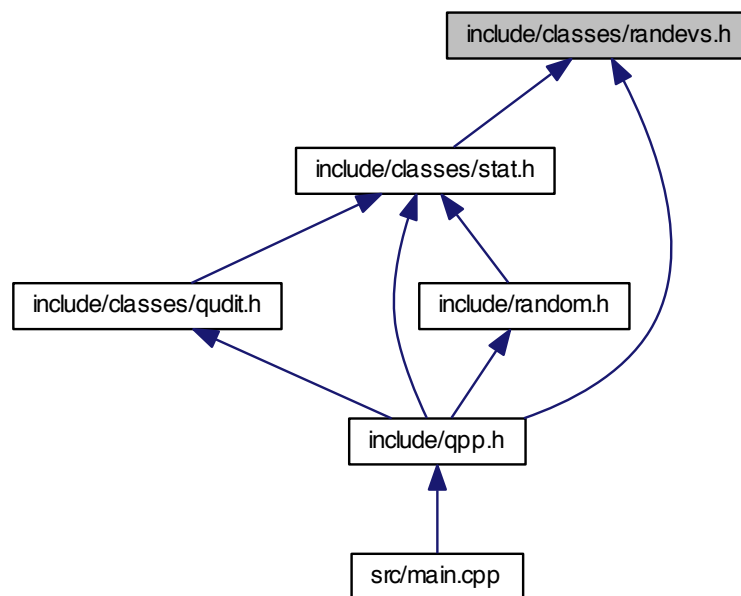 include/classes/randevs.h
include/classes/stat.h
include/classes/qudit.h
include/random.h
include/qpp.h
src/main.cpp